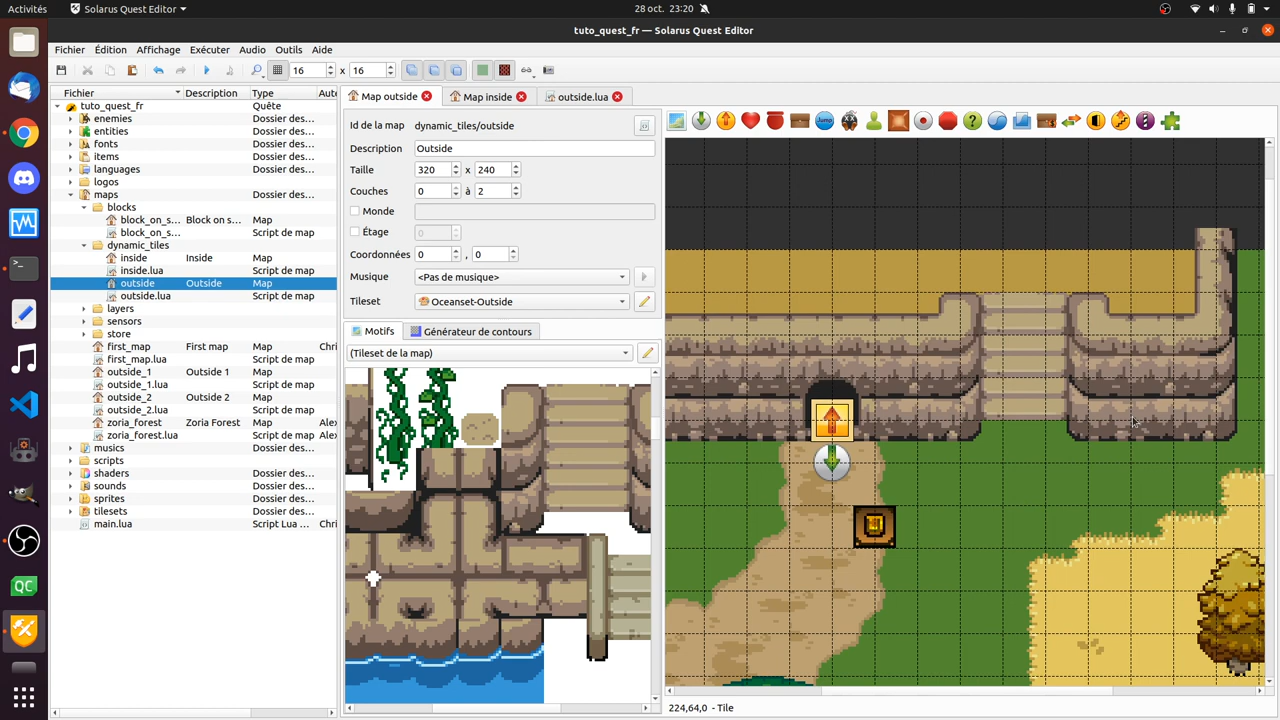 Activités
Solarus Quest Editor
28 oct. 23:20
tuto_quest_fr — Solarus Quest Editor
Fichier Édition Affichage Exécuter Audio Outils Aide
16 x 16
Fichier Description Type Aut
tuto_quest_fr Quête
enemies Dossier des...
entities Dossier des...
fonts Dossier des...
items Dossier des...
languages Dossier des...
logos
maps Dossier des...
blocks
block_on_s... Block on s... Map
block_on_s... Script de map
dynamic_tiles
inside Inside Map
inside.lua Script de map
outside Outside Map
outside.lua Script de map
layers
sensors
store
first_map First map Map Chri
first_map.lua Script de map
outside_1 Outside 1 Map
outside_1.lua Script de map
outside_2 Outside 2 Map
outside_2.lua Script de map
zoria_forest Zoria Forest Map Alex
zoria_forest.lua Script de map Alex
musics Dossier des...
scripts
shaders Dossier des...
sounds Dossier des...
sprites Dossier des...
tilesets Dossier des...
main.lua Script Lua ...
Map outside Map inside outside.lua
Id de la map dynamic_tiles/outside
Description Outside
Taille 320 x 240
Couches 0 à 2
Monde
Étage 0
Coordonnées 0 , 0
Musique <Pas de musique>
Tileset Oceanset-Outside
Motifs Générateur de contours
(Tileset de la map)
Jump
224,64,0 - Tile
QC